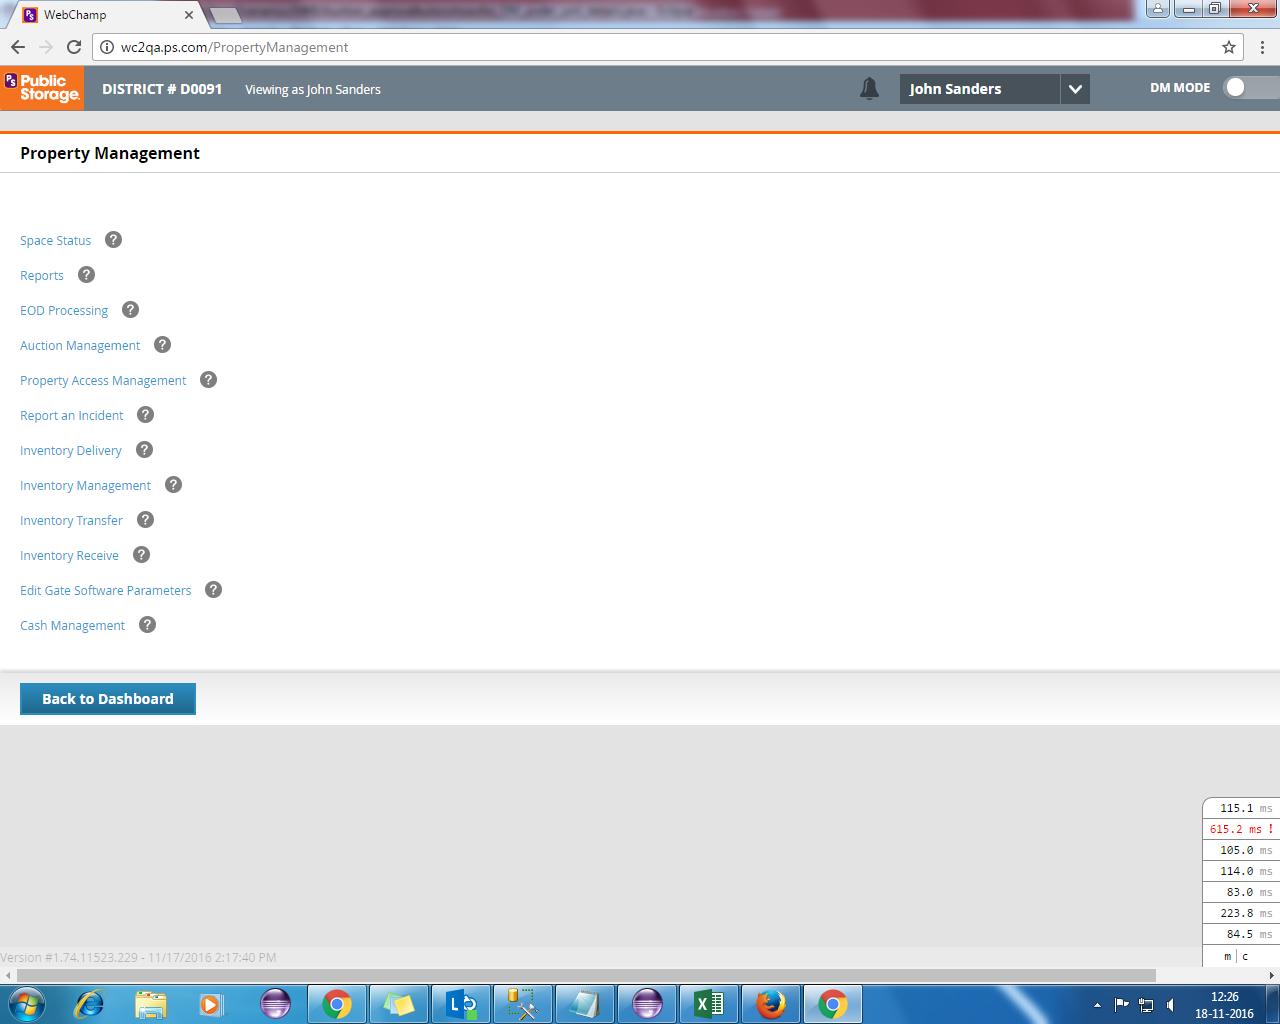 WebChamp
wc2qa.ps.com/PropertyManagement
PS Public Storage.
DISTRICT # D0091
Viewing as John Sanders
John Sanders
DM MODE
Property Management
Space Status ?
Reports ?
EOD Processing ?
Auction Management ?
Property Access Management ?
Report an Incident ?
Inventory Delivery ?
Inventory Management ?
Inventory Transfer ?
Inventory Receive ?
Edit Gate Software Parameters ?
Cash Management ?
Back to Dashboard
115.1 ms
615.2 ms !
105.0 ms
114.0 ms
83.0 ms
223.8 ms
84.5 ms
m | c
Version #1.74.11523.229 - 11/17/2016 2:17:40 PM
12:26
18-11-2016